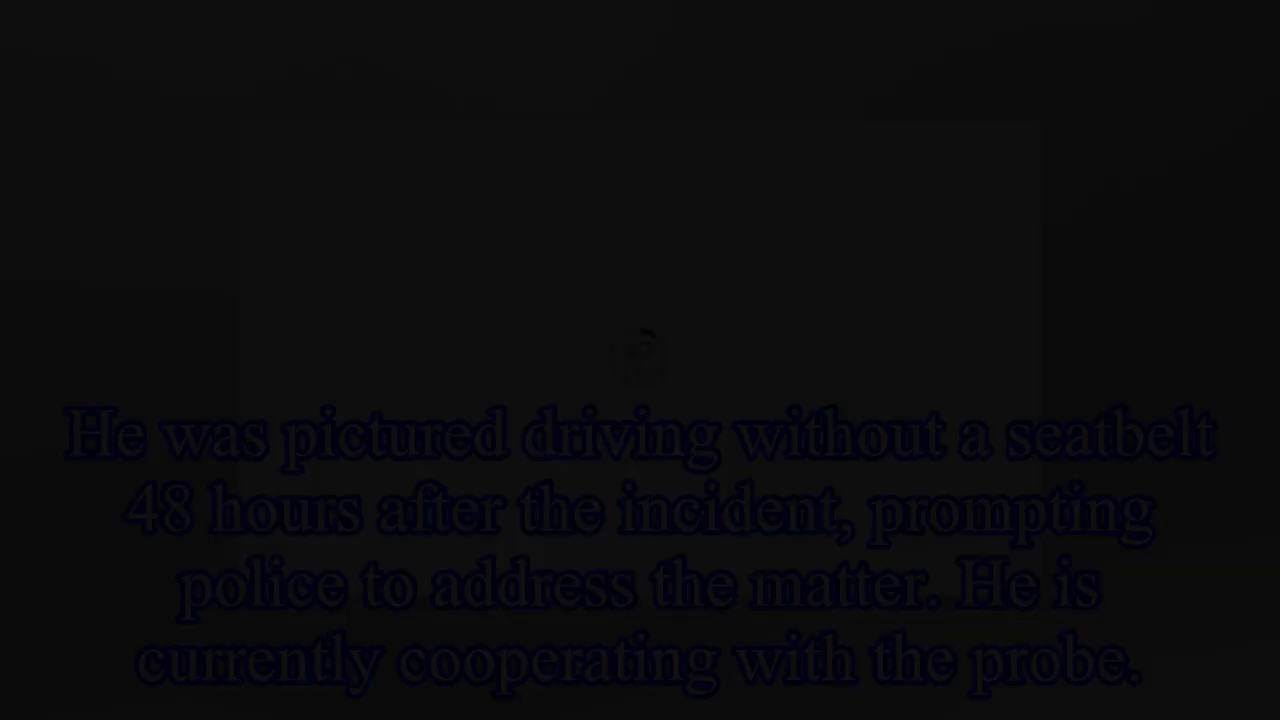 He was pictured driving without a seatbelt
48 hours after the incident, prompting
police to address the matter. He is
currently cooperating with the probe.